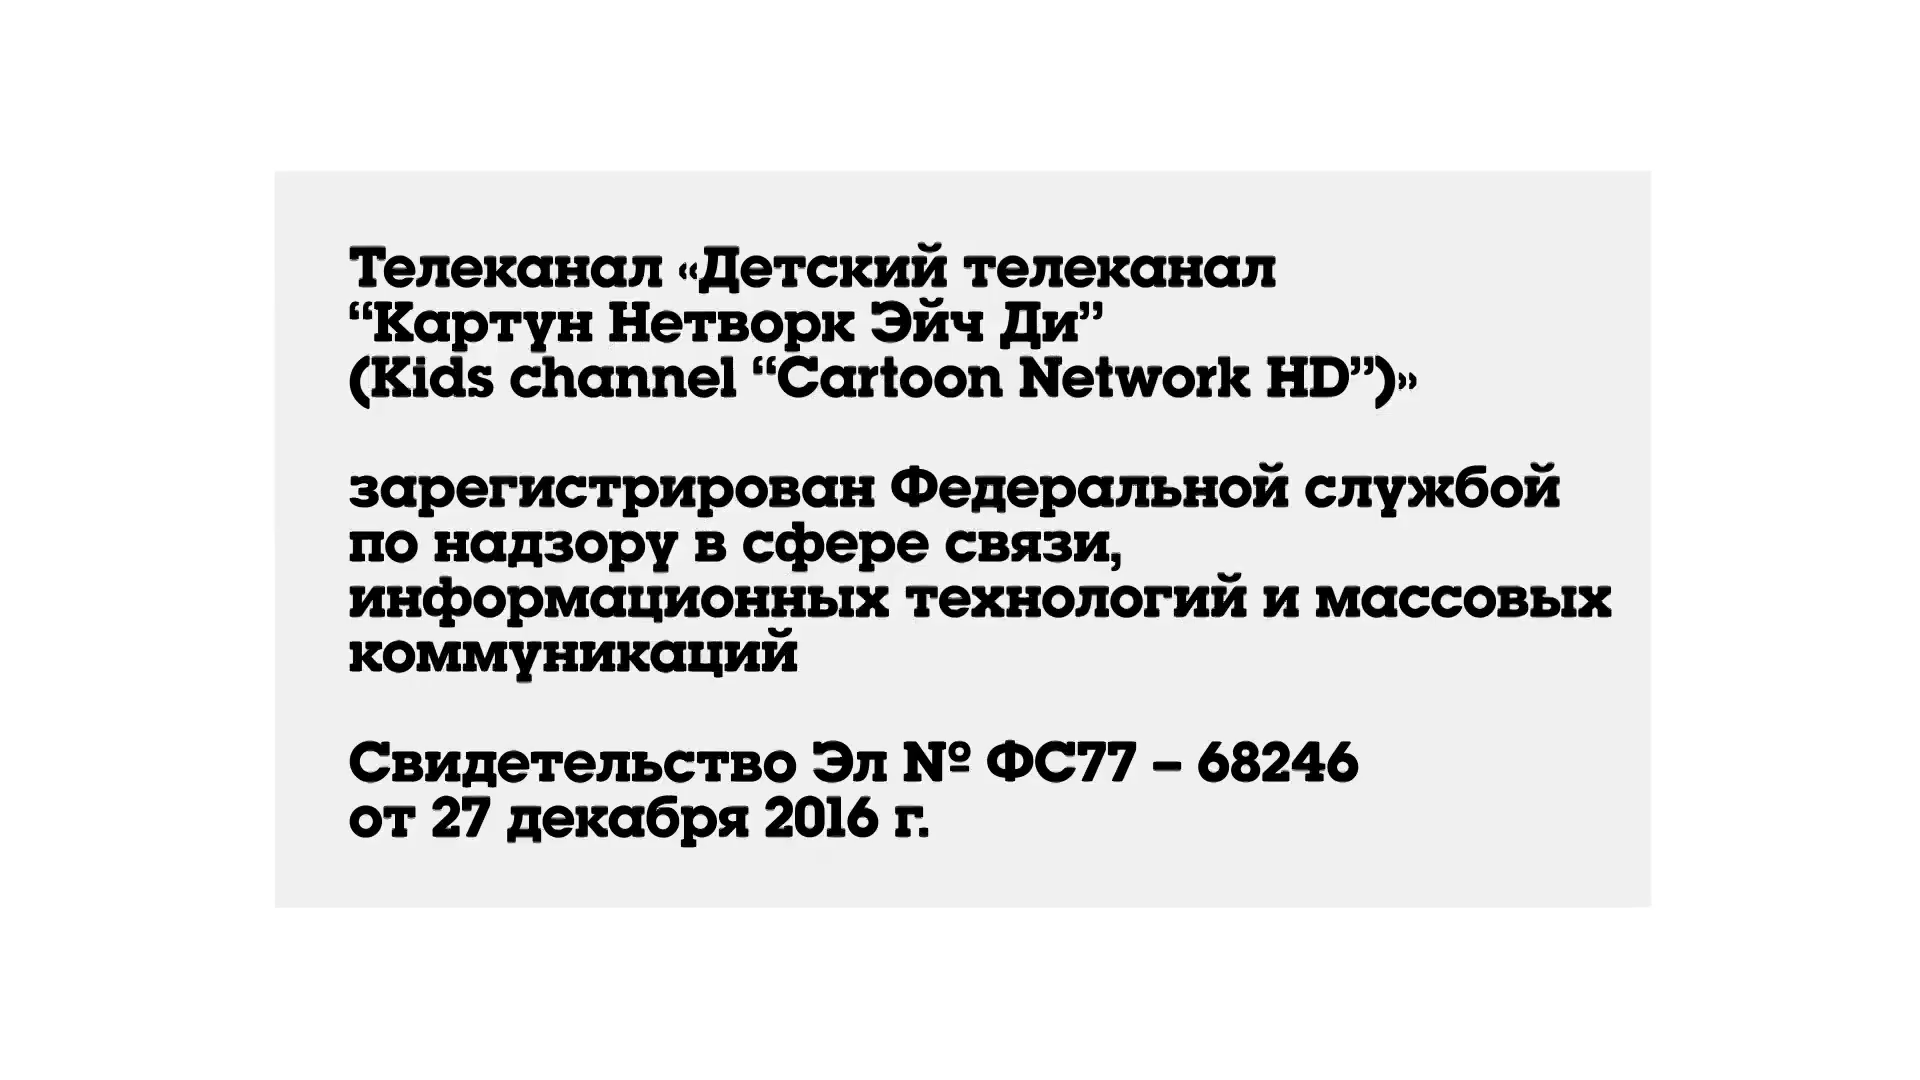 Телеканал «Детский телеканал
“Картун Нетворк Эйч Ди”
(Kids channel “Cartoon Network HD”)»
зарегистрирован Федеральной службой
по надзору в сфере связи,
информационных технологий и массовых
коммуникаций
Свидетельство Эл № ФС77 – 68246
от 27 декабря 2016 г.